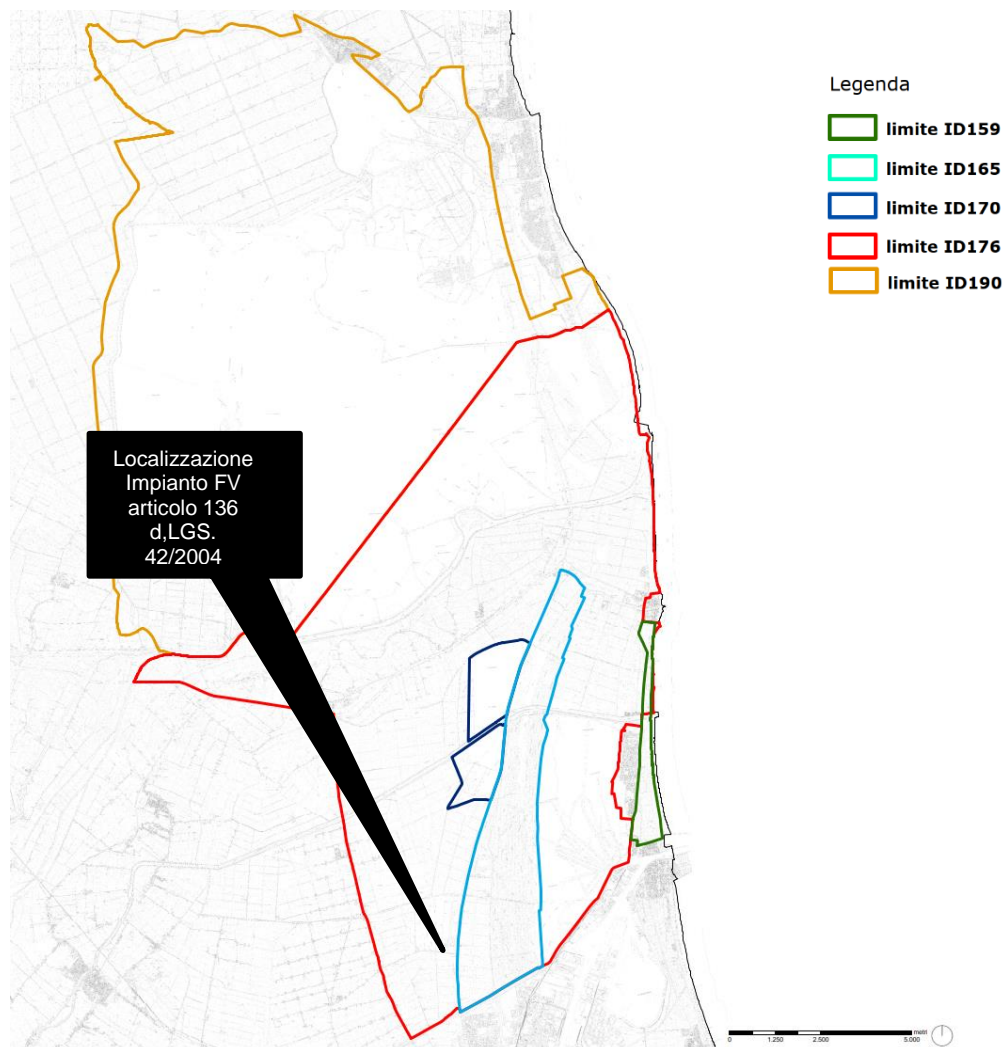 Legenda
limite ID159
limite ID165
limite ID170
limite ID176
limite ID190
Localizzazione
Impianto FV
articolo 136
d,LGS.
42/2004
metri
0 1.250 2.500 5.000